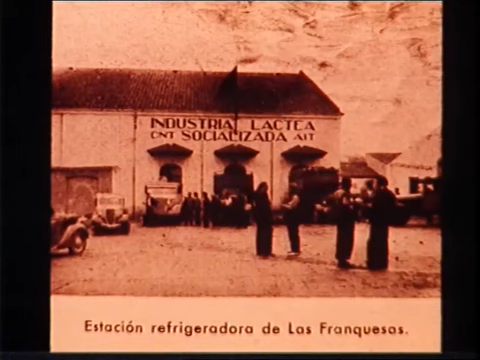 INDUSTRIA LACTEA
CNT SOCIALIZADA AIT
Estación refrigeradora de Las Franquesas.